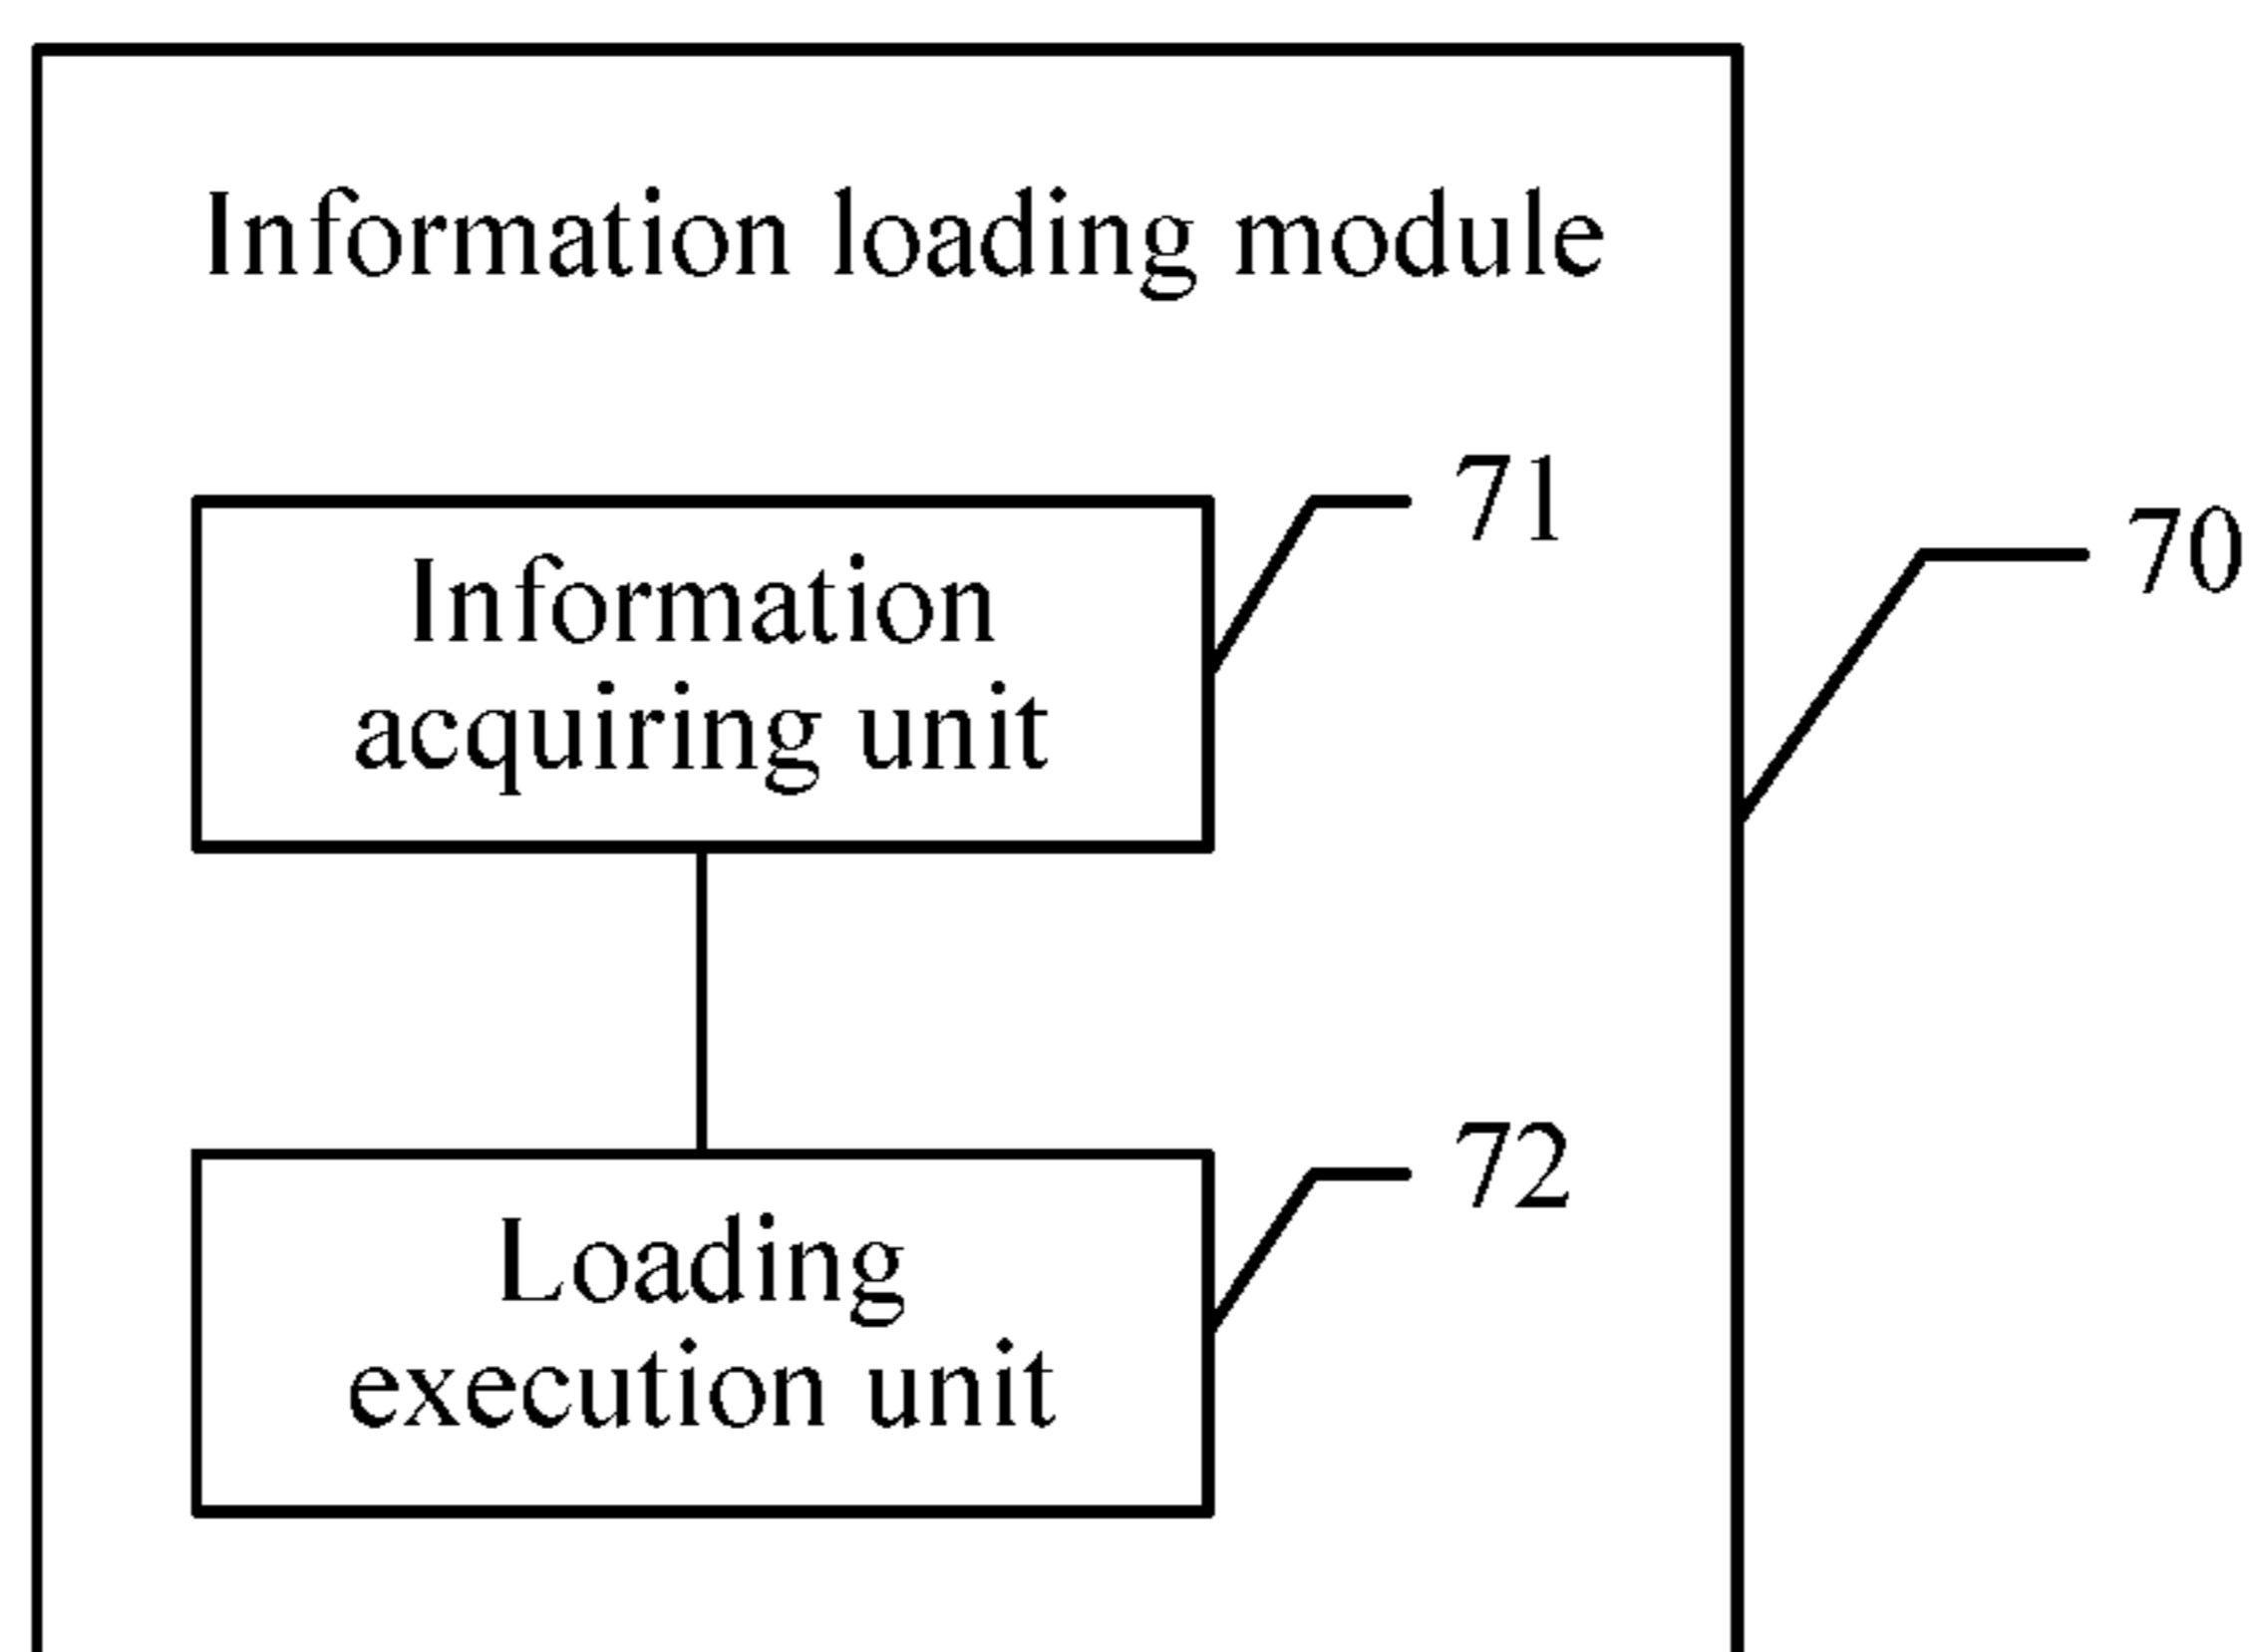 Information loading module
71
70
Information
acquiring unit
72
Loading
execution unit